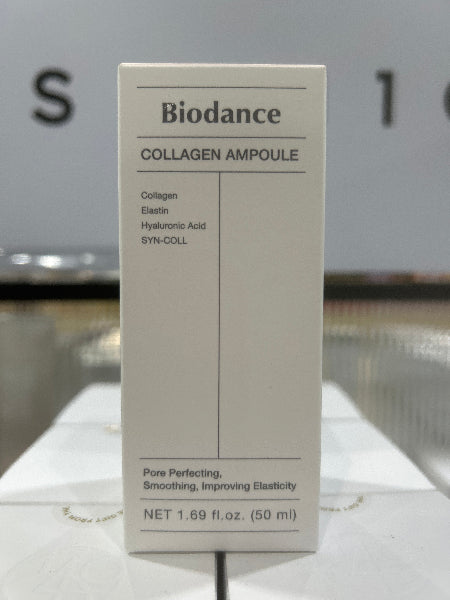 S 1
Biodance
COLLAGEN AMPOULE
Collagen
Elastin
Hyaluronic Acid
SYN-COLL
Pore Perfecting,
Smoothing, Improving Elasticity
NET 1.69 fl.oz. (50 ml)